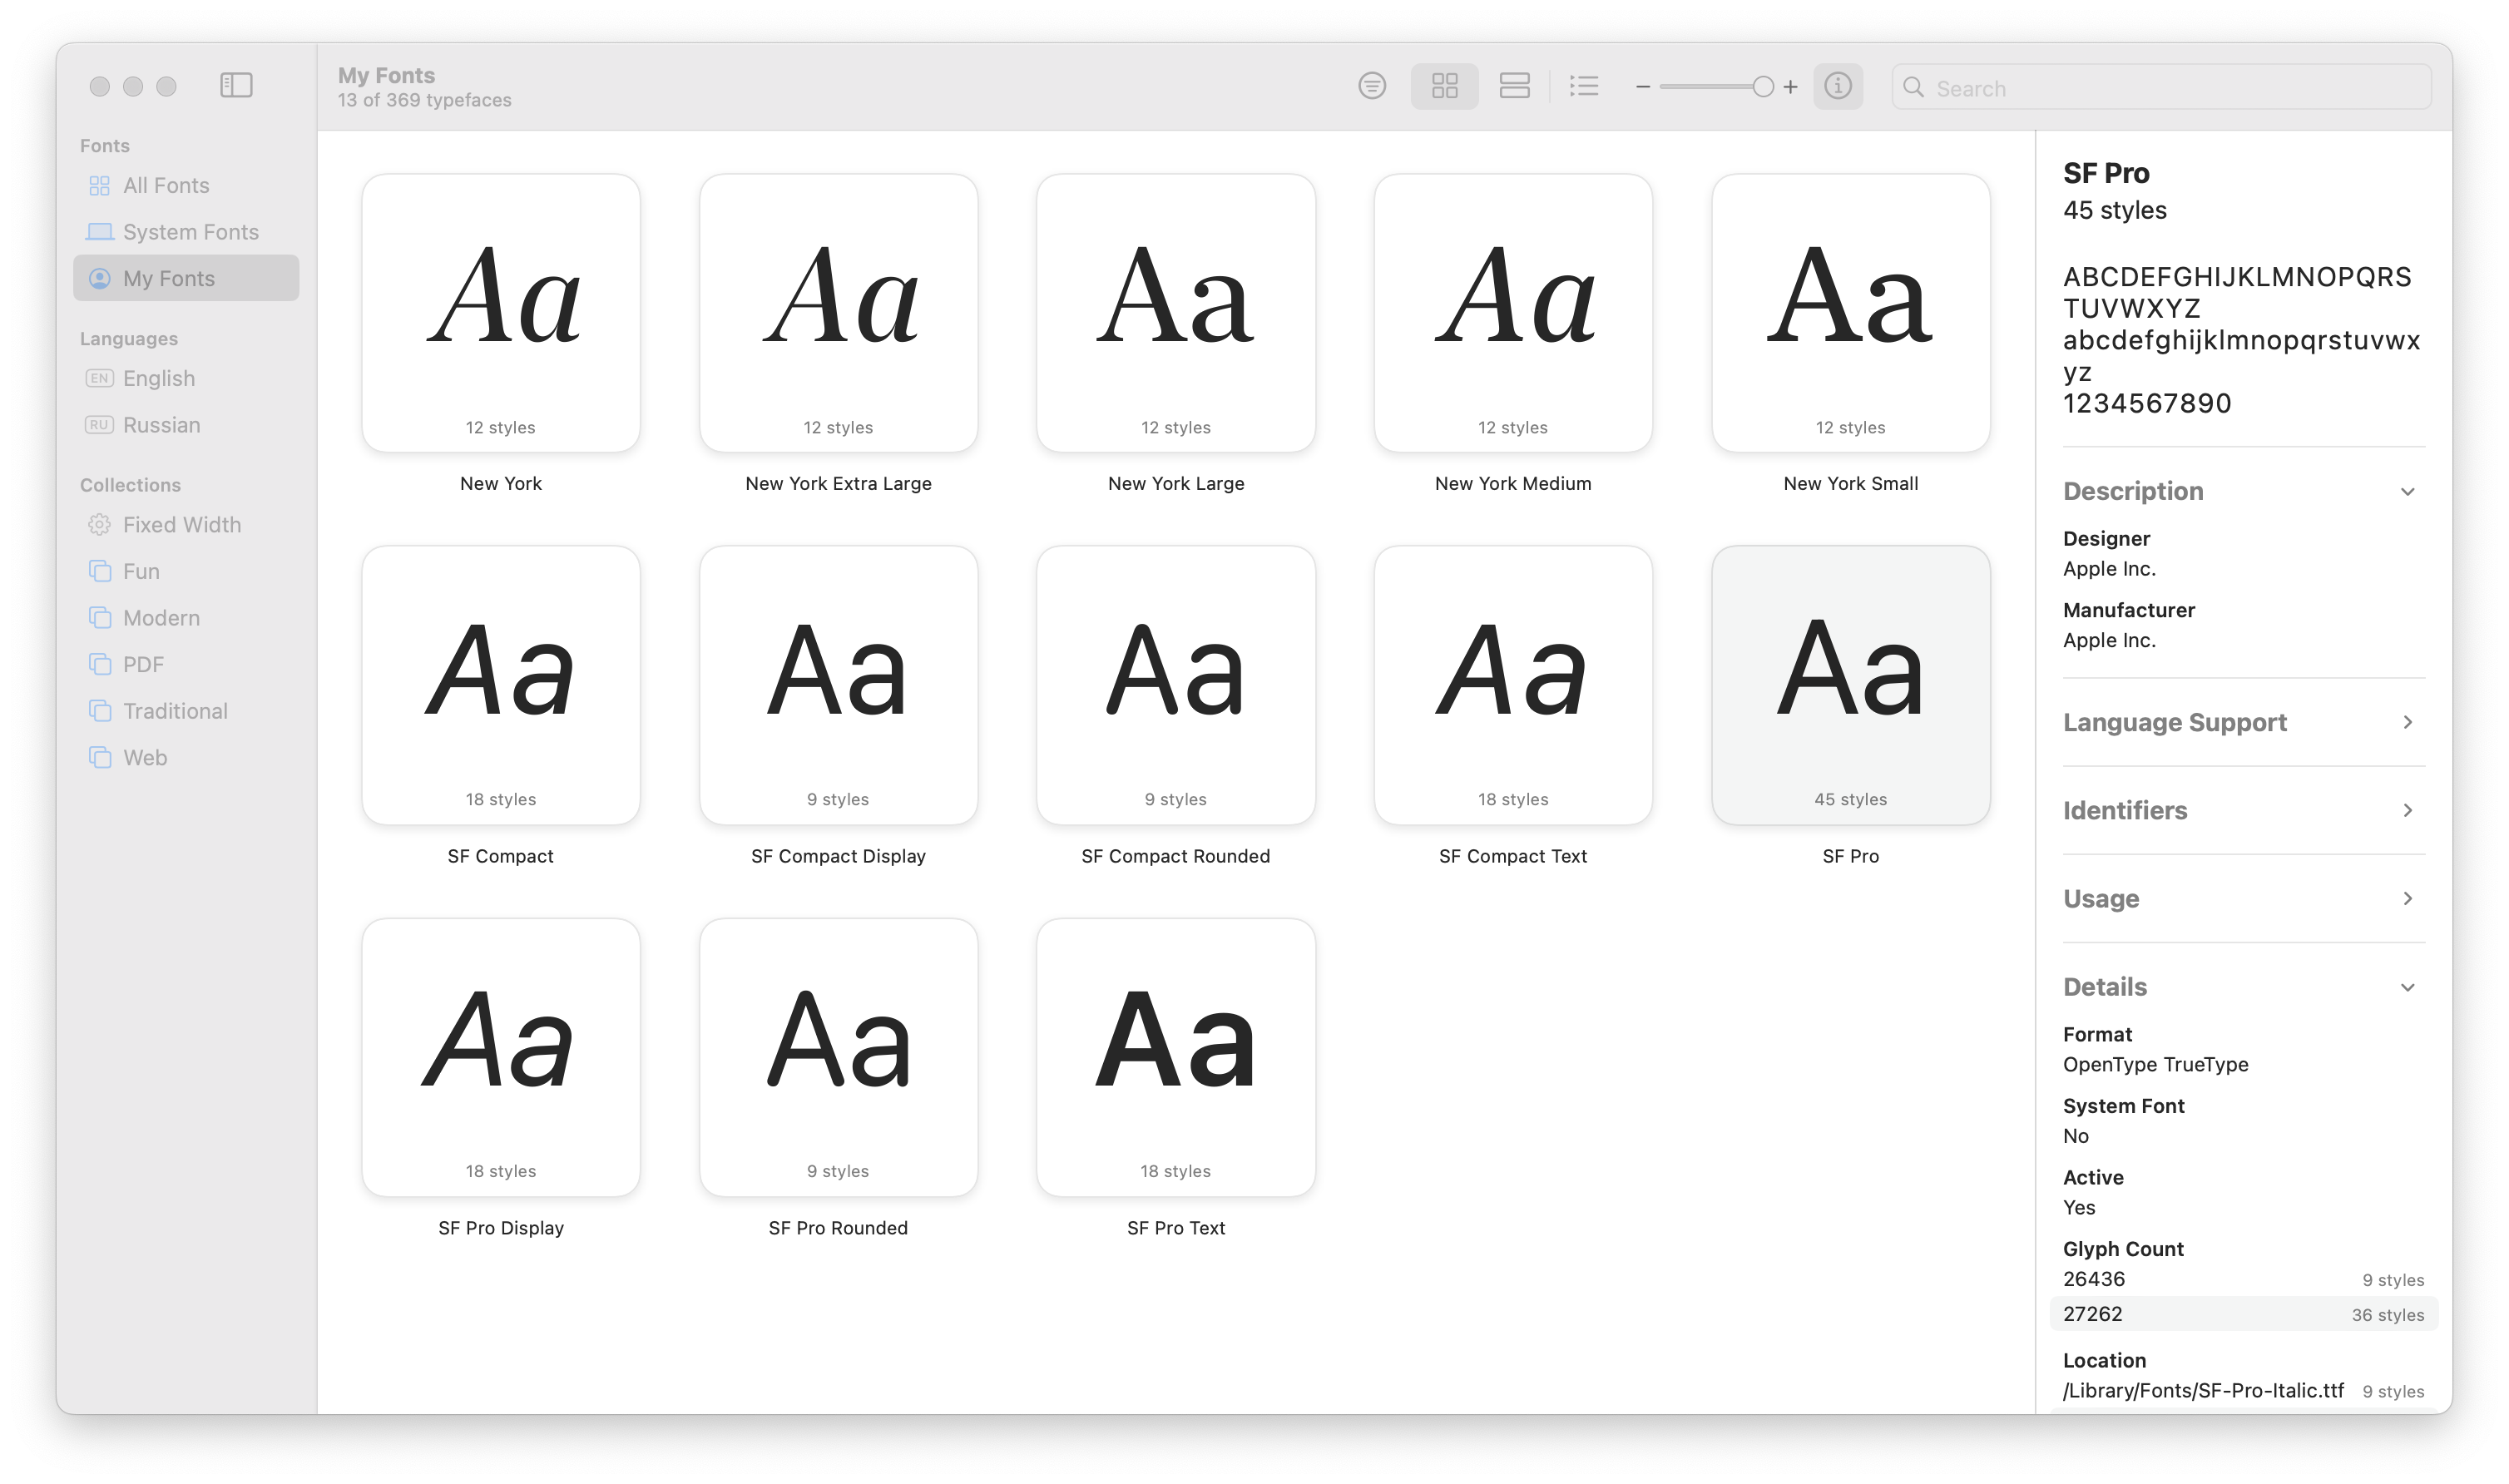 My Fonts
13 of 369 typefaces
Search
Fonts
All Fonts
System Fonts
My Fonts
Languages
EN English
RU Russian
Collections
Fixed Width
Fun
Modern
PDF
Traditional
Web
Aa Aa Aa Aa Aa
12 styles 12 styles 12 styles 12 styles 12 styles
New York New York Extra Large New York Large New York Medium New York Small
Aa Aa Aa Aa Aa
18 styles 9 styles 9 styles 18 styles 45 styles
SF Compact SF Compact Display SF Compact Rounded SF Compact Text SF Pro
Aa Aa Aa
18 styles 9 styles 18 styles
SF Pro Display SF Pro Rounded SF Pro Text
SF Pro
45 styles
ABCDEFGHIJKLMNOPQRS
TUVWXYZ
abcdefghijklmnopqrstuvwx
yz
1234567890
Description
Designer
Apple Inc.
Manufacturer
Apple Inc.
Language Support
Identifiers
Usage
Details
Format
OpenType TrueType
System Font
No
Active
Yes
Glyph Count
26436 9 styles
27262 36 styles
Location
/Library/Fonts/SF-Pro-Italic.ttf 9 styles